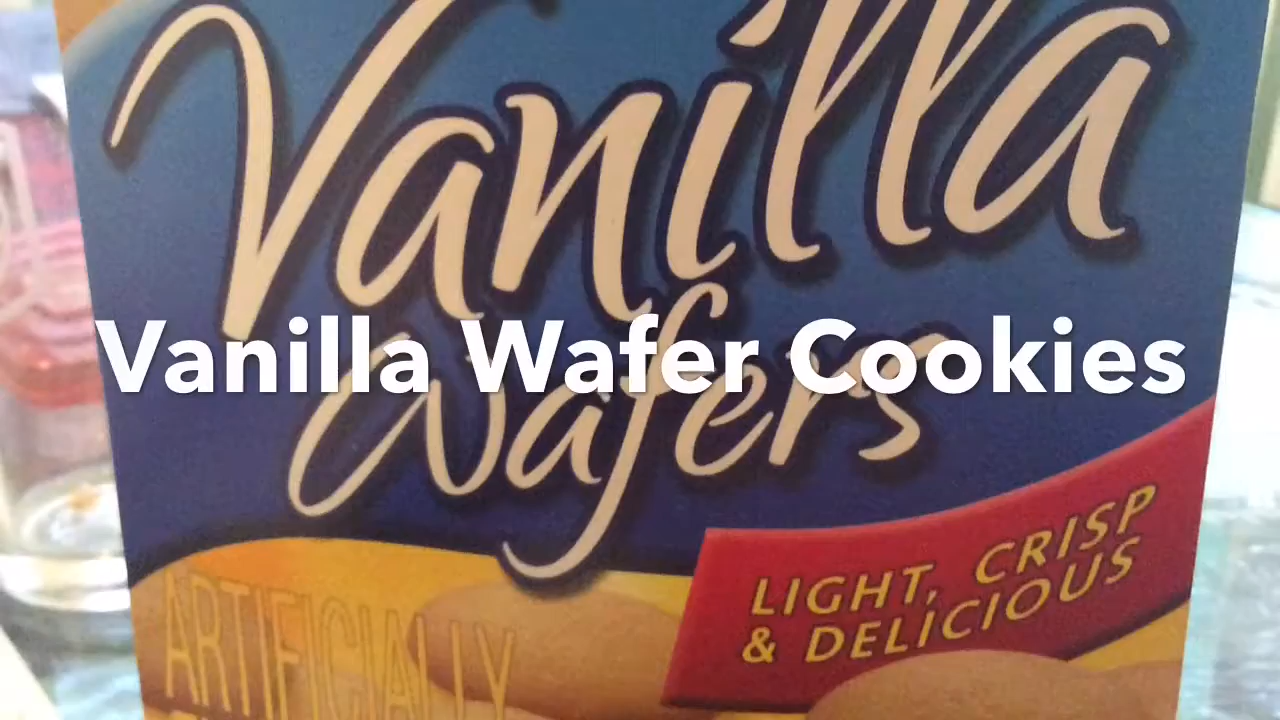 Vanilla
Wafers
Vanilla Wafer Cookies
LIGHT, CRISP
& DELICIOUS
ARTIFICIALLY